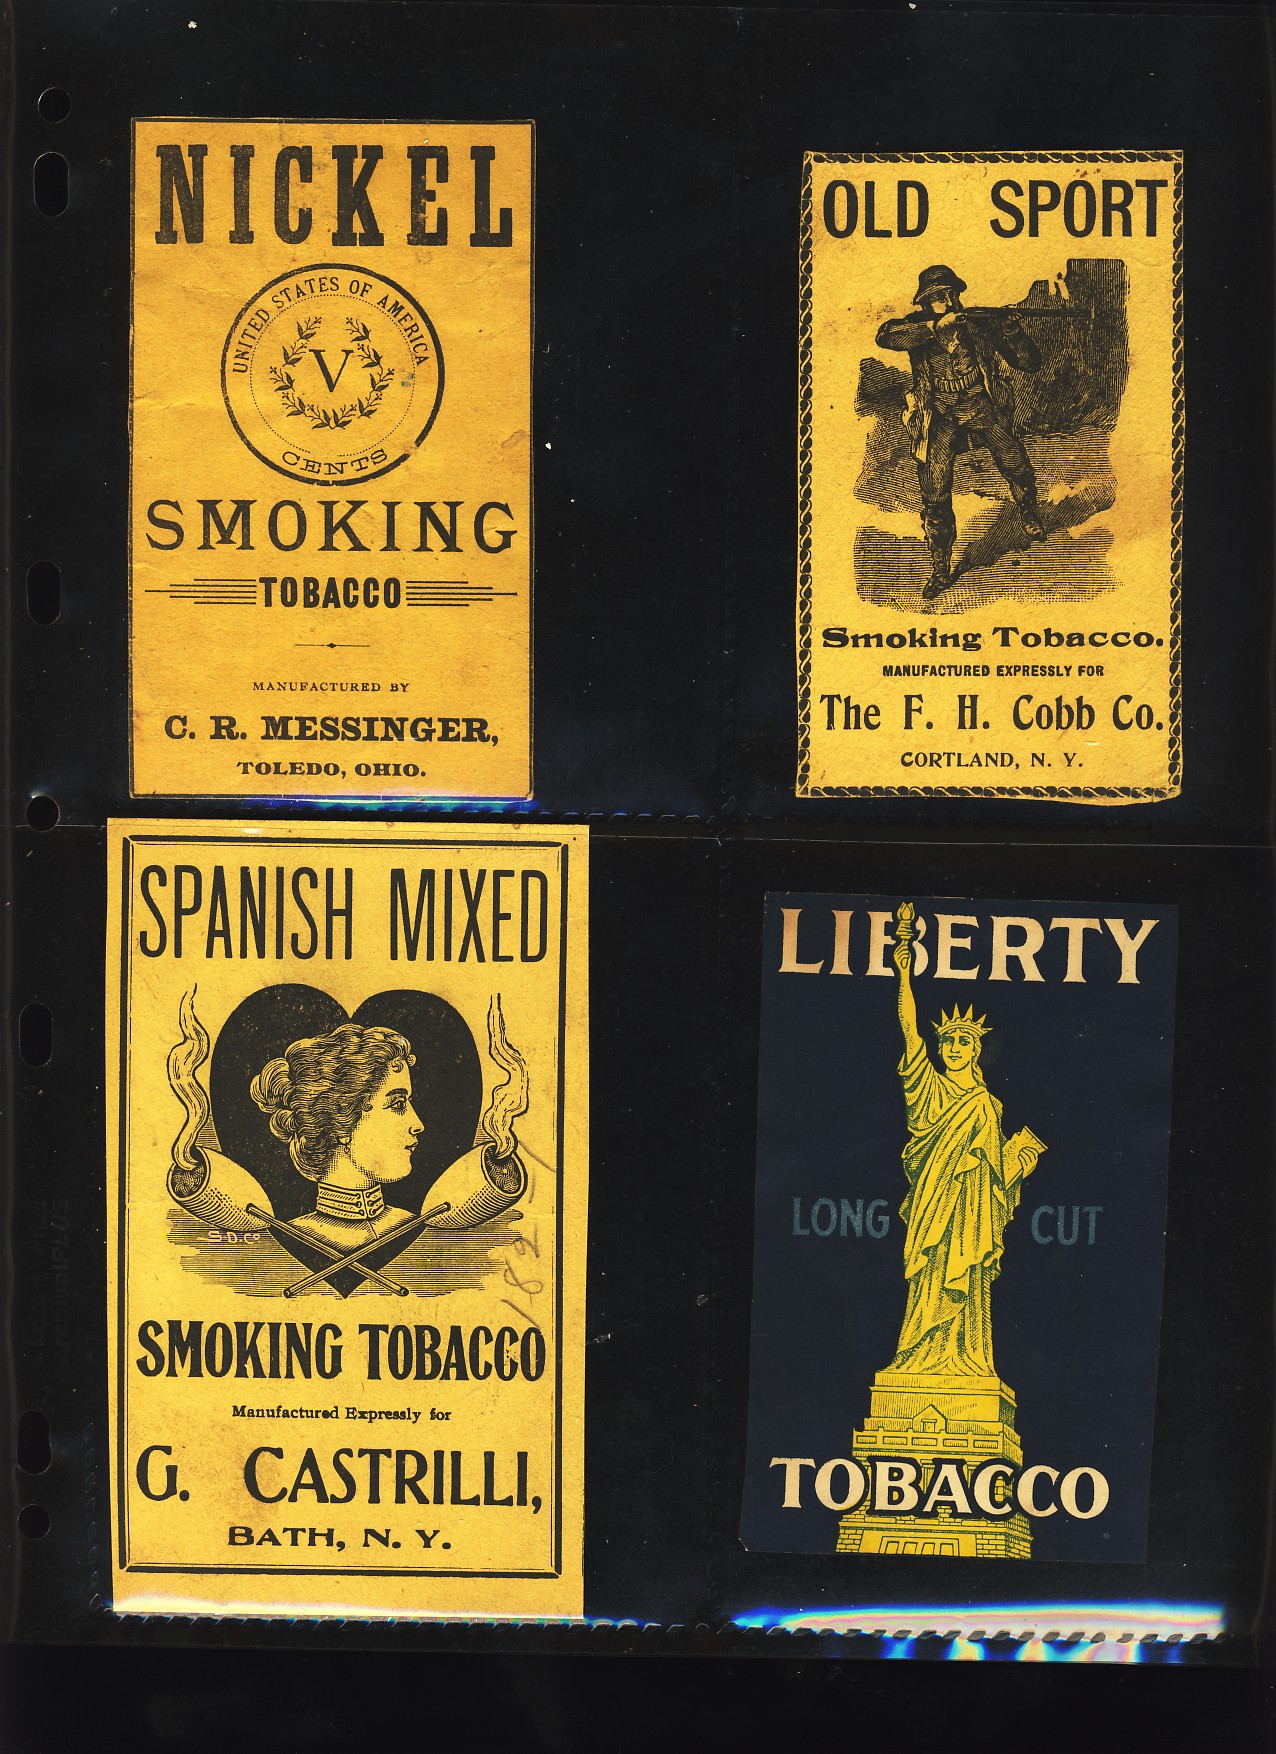 NICKEL
UNITED STATES OF AMERICA
V
CENTS
SMOKING
TOBACCO
MANUFACTURED BY
C. R. MESSINGER,
TOLEDO, OHIO.
OLD SPORT
Smoking Tobacco.
MANUFACTURED EXPRESSLY FOR
The F. H. Cobb Co.
CORTLAND, N. Y.
SPANISH MIXED
S.D.Co
SMOKING TOBACCO
Manufactured Expressly for
G. CASTRILLI,
BATH, N. Y.
LIBERTY
LONG CUT
TOBACCO